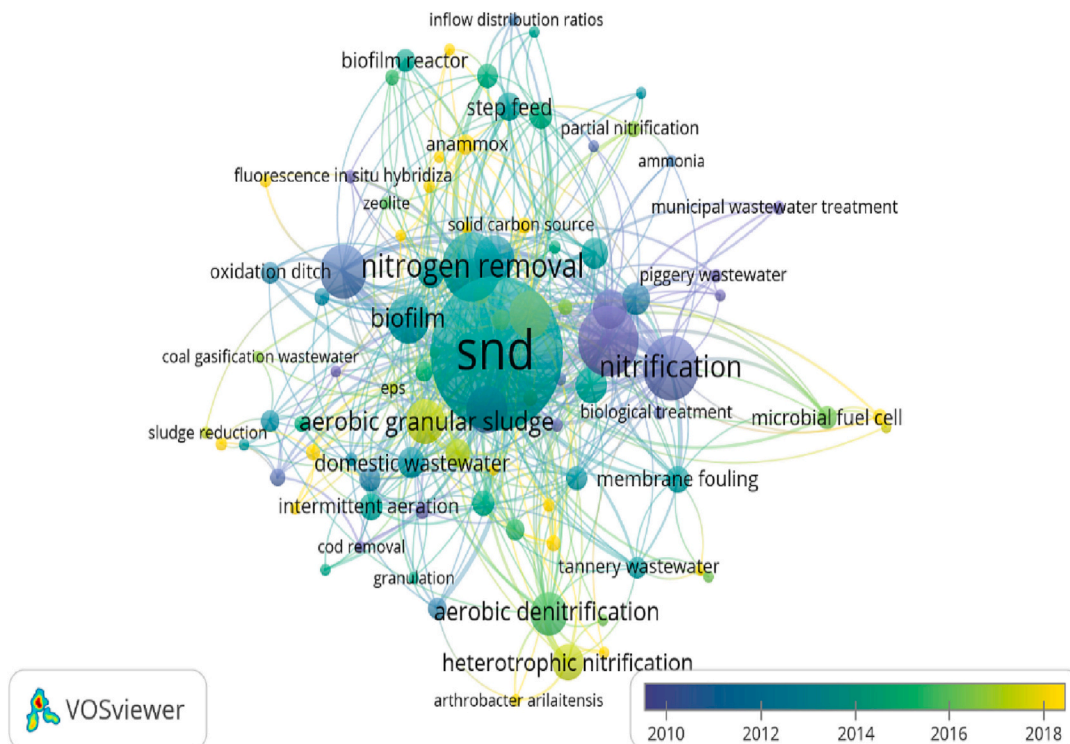 inflow distribution ratios
biofilm reactor
step feed
partial nitrification
anammox
ammonia
fluorescence in situ hybridiza
zeolite
municipal wastewater treatment
solid carbon source
oxidation ditch
nitrogen removal
piggery wastewater
biofilm
snd
coal gasification wastewater
nitrification
eps
biological treatment
microbial fuel cell
aerobic granular sludge
sludge reduction
domestic wastewater
membrane fouling
intermittent aeration
cod removal
granulation
tannery wastewater
aerobic denitrification
heterotrophic nitrification
arthrobacter arilaitensis
VOSviewer
2010 2012 2014 2016 2018